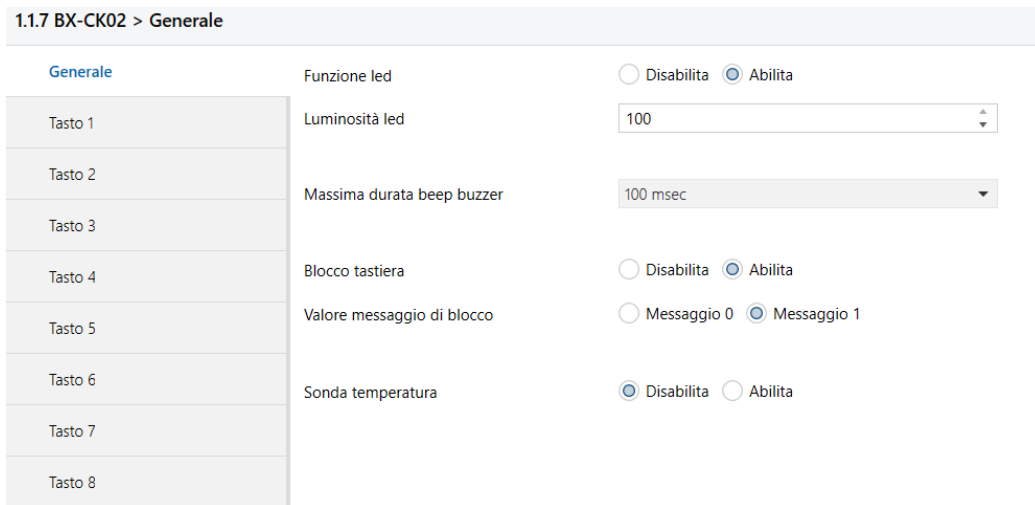 1.1.7 BX-CK02 > Generale
Generale
Tasto 1
Tasto 2
Tasto 3
Tasto 4
Tasto 5
Tasto 6
Tasto 7
Tasto 8
Funzione led Disabilita Abilita
Luminosità led 100
Massima durata beep buzzer 100 msec
Blocco tastiera Disabilita Abilita
Valore messaggio di blocco Messaggio 0 Messaggio 1
Sonda temperatura Disabilita Abilita